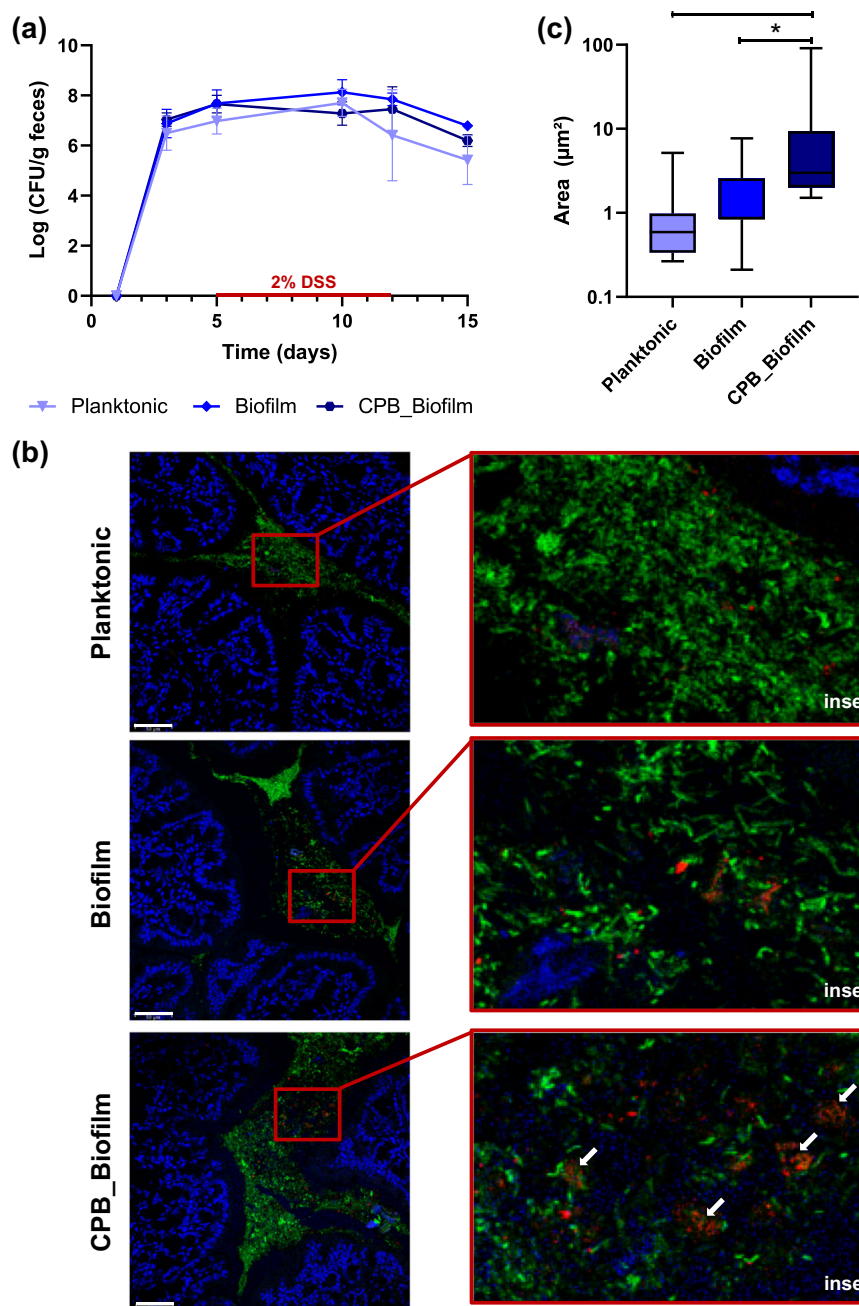 (a)
10
8
6
4
2
0
Log (CFU/g feces)
2% DSS
0
5
10
15
Time (days)
Planktonic
Biofilm
CPB_Biofilm
(c)
*
100
10
1
0.1
Area (µm²)
Planktonic
Biofilm
CPB_Biofilm
(b)
Planktonic
inse
Biofilm
inse
CPB_Biofilm
inse